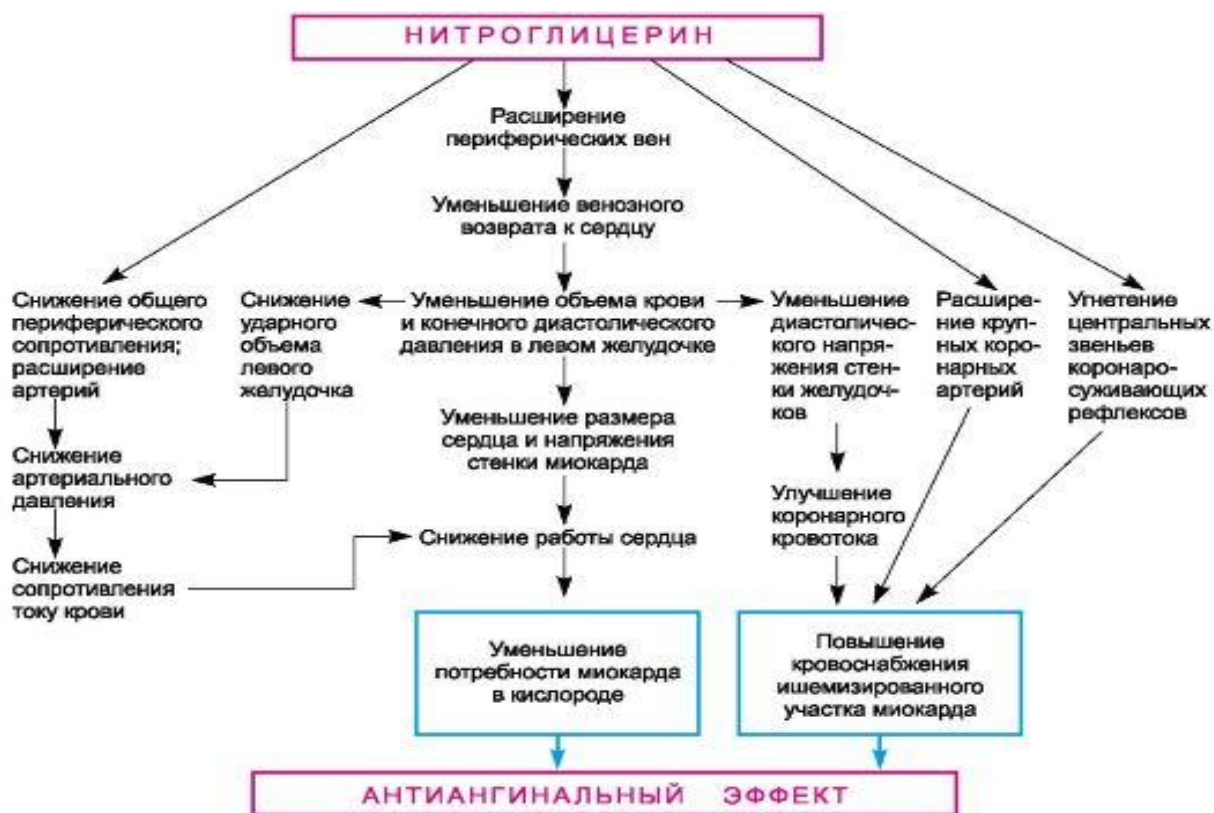 НИТРОГЛИЦЕРИН
Расширение
периферических вен
Уменьшение венозного
возврата к сердцу
Снижение общего
периферического
сопротивления;
расширение
артерий
Снижение
ударного
объема
левого
желудочка
Уменьшение объема крови
и конечного диастолического
давления в левом желудочке
Уменьшение
диастоличес-
кого напря-
жения стен-
ки желудоч-
ков
Расшире-
ние круп-
ных коро-
нарных
артерий
Угнетение
центральных
звеньев
коронаро-
суживающих
рефлексов
Уменьшение размера
сердца и напряжения
стенки миокарда
Снижение
артериального
давления
Улучшение
коронарного
кровотока
Снижение работы сердца
Снижение
сопротивления
току крови
Уменьшение
потребности миокарда
в кислороде
Повышение
кровоснабжения
ишемизированного
участка миокарда
АНТИАНГИНАЛЬНЫЙ ЭФФЕКТ